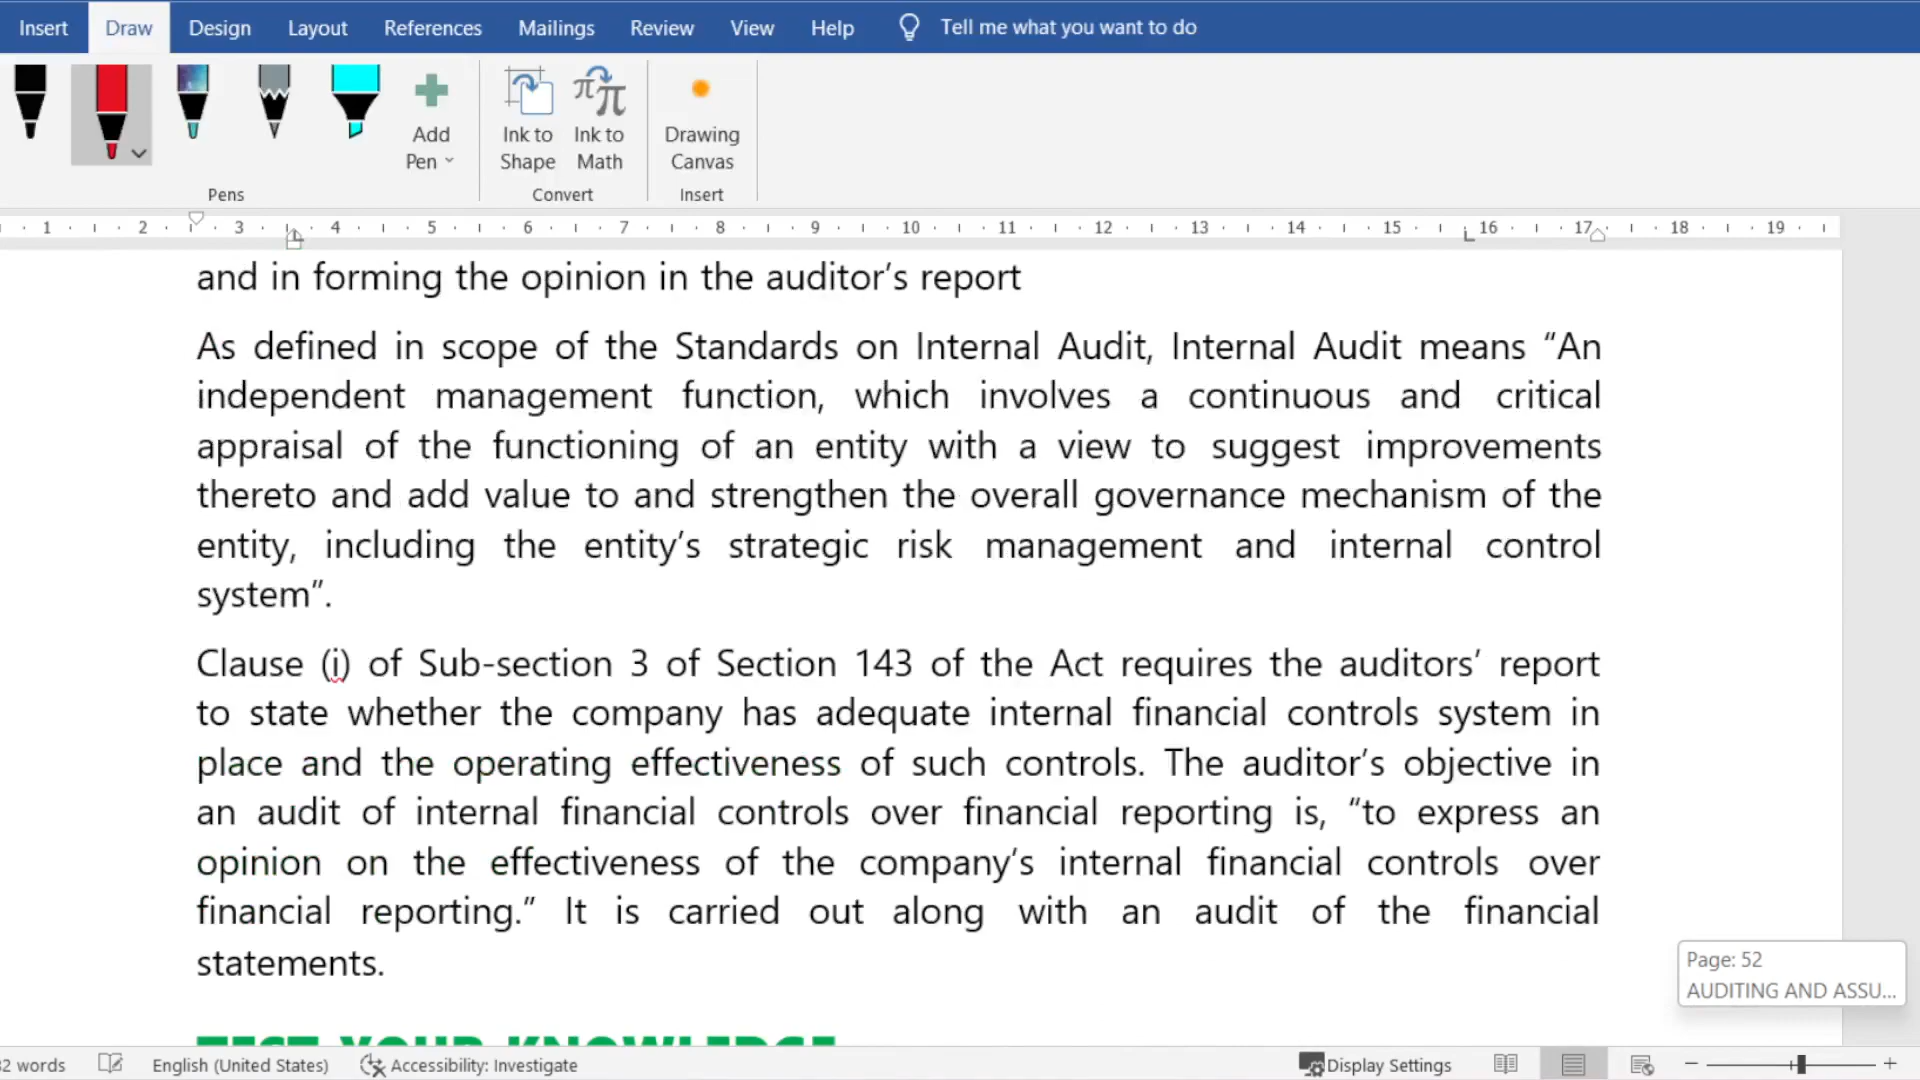 Insert Draw Design Layout References Mailings Review View Help Tell me what you want to do
Add Pen
Ink to Shape
Ink to Math
Drawing Canvas
Pens Convert Insert
1 2 3 4 5 6 7 8 9 10 11 12 13 14 15 16 17 18 19
and in forming the opinion in the auditor’s report
As defined in scope of the Standards on Internal Audit, Internal Audit means “An
independent management function, which involves a continuous and critical
appraisal of the functioning of an entity with a view to suggest improvements
thereto and add value to and strengthen the overall governance mechanism of the
entity, including the entity’s strategic risk management and internal control
system”.
Clause (i) of Sub-section 3 of Section 143 of the Act requires the auditors’ report
to state whether the company has adequate internal financial controls system in
place and the operating effectiveness of such controls. The auditor’s objective in
an audit of internal financial controls over financial reporting is, “to express an
opinion on the effectiveness of the company’s internal financial controls over
financial reporting.” It is carried out along with an audit of the financial
statements.
Page: 52
AUDITING AND ASSU...
TEST YOUR KNOWLEDGE
2 words English (United States) Accessibility: Investigate Display Settings